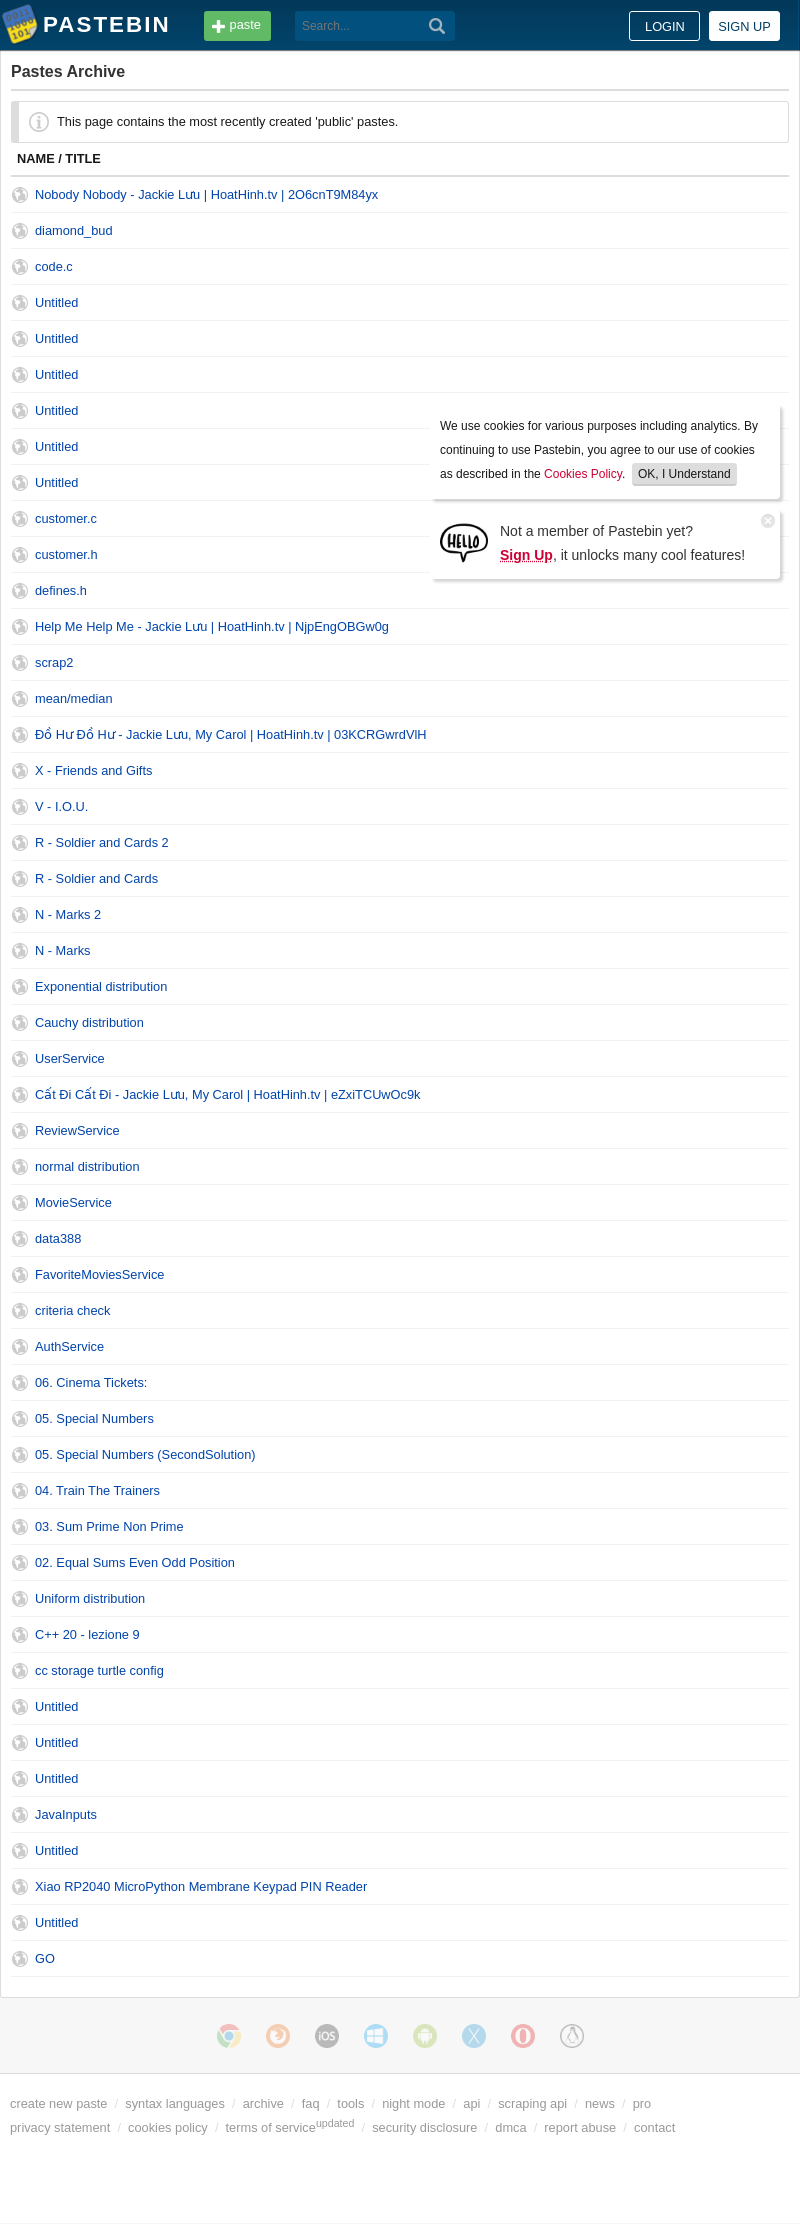 PASTEBIN
paste
Search...
LOGIN
SIGN UP
Pastes Archive
This page contains the most recently created 'public' pastes.
NAME / TITLE
Nobody Nobody - Jackie Lưu | HoatHinh.tv | 2O6cnT9M84yx
diamond_bud
code.c
Untitled
Untitled
Untitled
Untitled
Untitled
Untitled
customer.c
customer.h
defines.h
We use cookies for various purposes including analytics. By
continuing to use Pastebin, you agree to our use of cookies
as described in the Cookies Policy. OK, I Understand
HELLO
Not a member of Pastebin yet?
Sign Up, it unlocks many cool features!
Help Me Help Me - Jackie Lưu | HoatHinh.tv | NjpEngOBGw0g
scrap2
mean/median
Đồ Hư Đồ Hư - Jackie Lưu, My Carol | HoatHinh.tv | 03KCRGwrdVlH
X - Friends and Gifts
V - I.O.U.
R - Soldier and Cards 2
R - Soldier and Cards
N - Marks 2
N - Marks
Exponential distribution
Cauchy distribution
UserService
Cất Đi Cất Đi - Jackie Lưu, My Carol | HoatHinh.tv | eZxiTCUwOc9k
ReviewService
normal distribution
MovieService
data388
FavoriteMoviesService
criteria check
AuthService
06. Cinema Tickets:
05. Special Numbers
05. Special Numbers (SecondSolution)
04. Train The Trainers
03. Sum Prime Non Prime
02. Equal Sums Even Odd Position
Uniform distribution
C++ 20 - lezione 9
cc storage turtle config
Untitled
Untitled
Untitled
JavaInputs
Untitled
Xiao RP2040 MicroPython Membrane Keypad PIN Reader
Untitled
GO
iOS
create new paste / syntax languages / archive / faq / tools / night mode / api / scraping api / news / pro
privacy statement / cookies policy / terms of serviceupdated / security disclosure / dmca / report abuse / contact